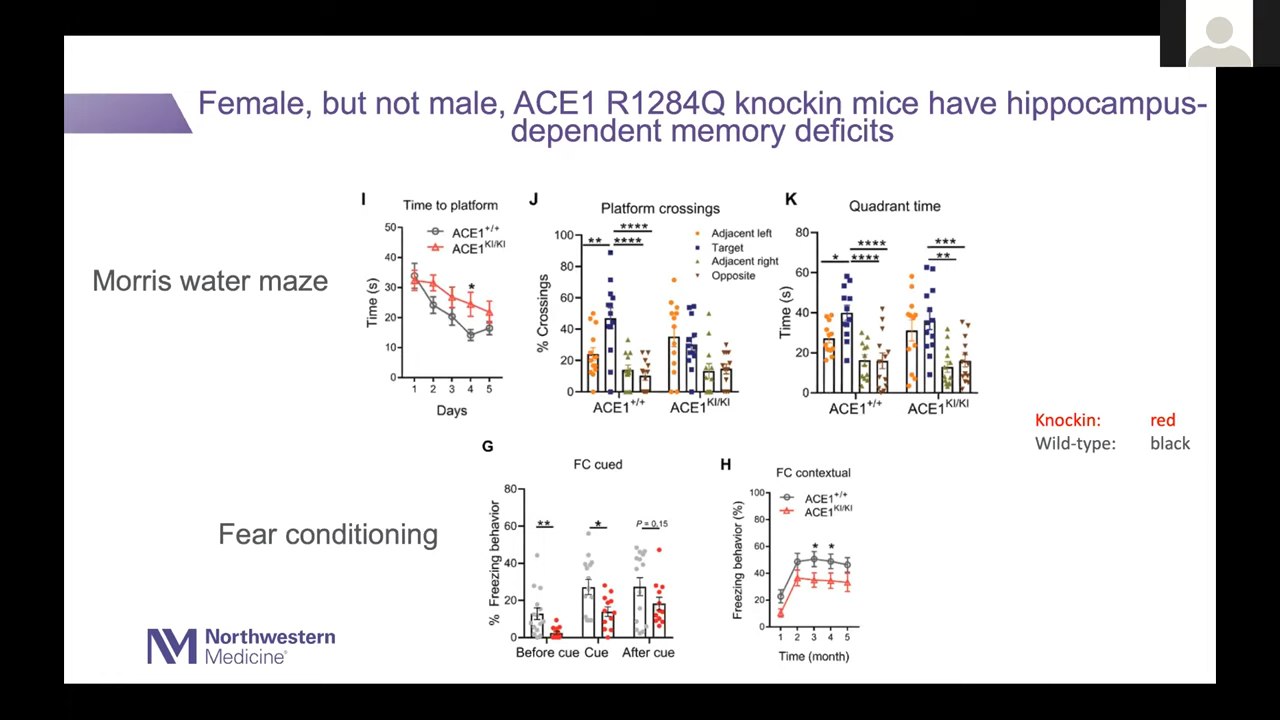 Female, but not male, ACE1 R1284Q knockin mice have hippocampus-
dependent memory deficits
Morris water maze
I
Time to platform
ACE1+/+
ACE1KI/KI
Time (s)
50
40
30
20
10
0
*
1 2 3 4 5
Days
J
Platform crossings
Adjacent left
Target
Adjacent right
Opposite
% Crossings
100
80
60
40
20
0
** **** ****
ACE1+/+ ACE1KI/KI
K
Quadrant time
Time (s)
80
60
40
20
0
* **** **** *** **
ACE1+/+ ACE1KI/KI
Knockin: red
Wild-type: black
Fear conditioning
G
FC cued
% Freezing behavior
80
60
40
20
0
** * P = 0.15
Before cue Cue After cue
H
FC contextual
ACE1+/+
ACE1KI/KI
Freezing behavior (%)
100
80
60
40
20
0
* *
1 2 3 4 5
Time (month)
NM Northwestern
Medicine®